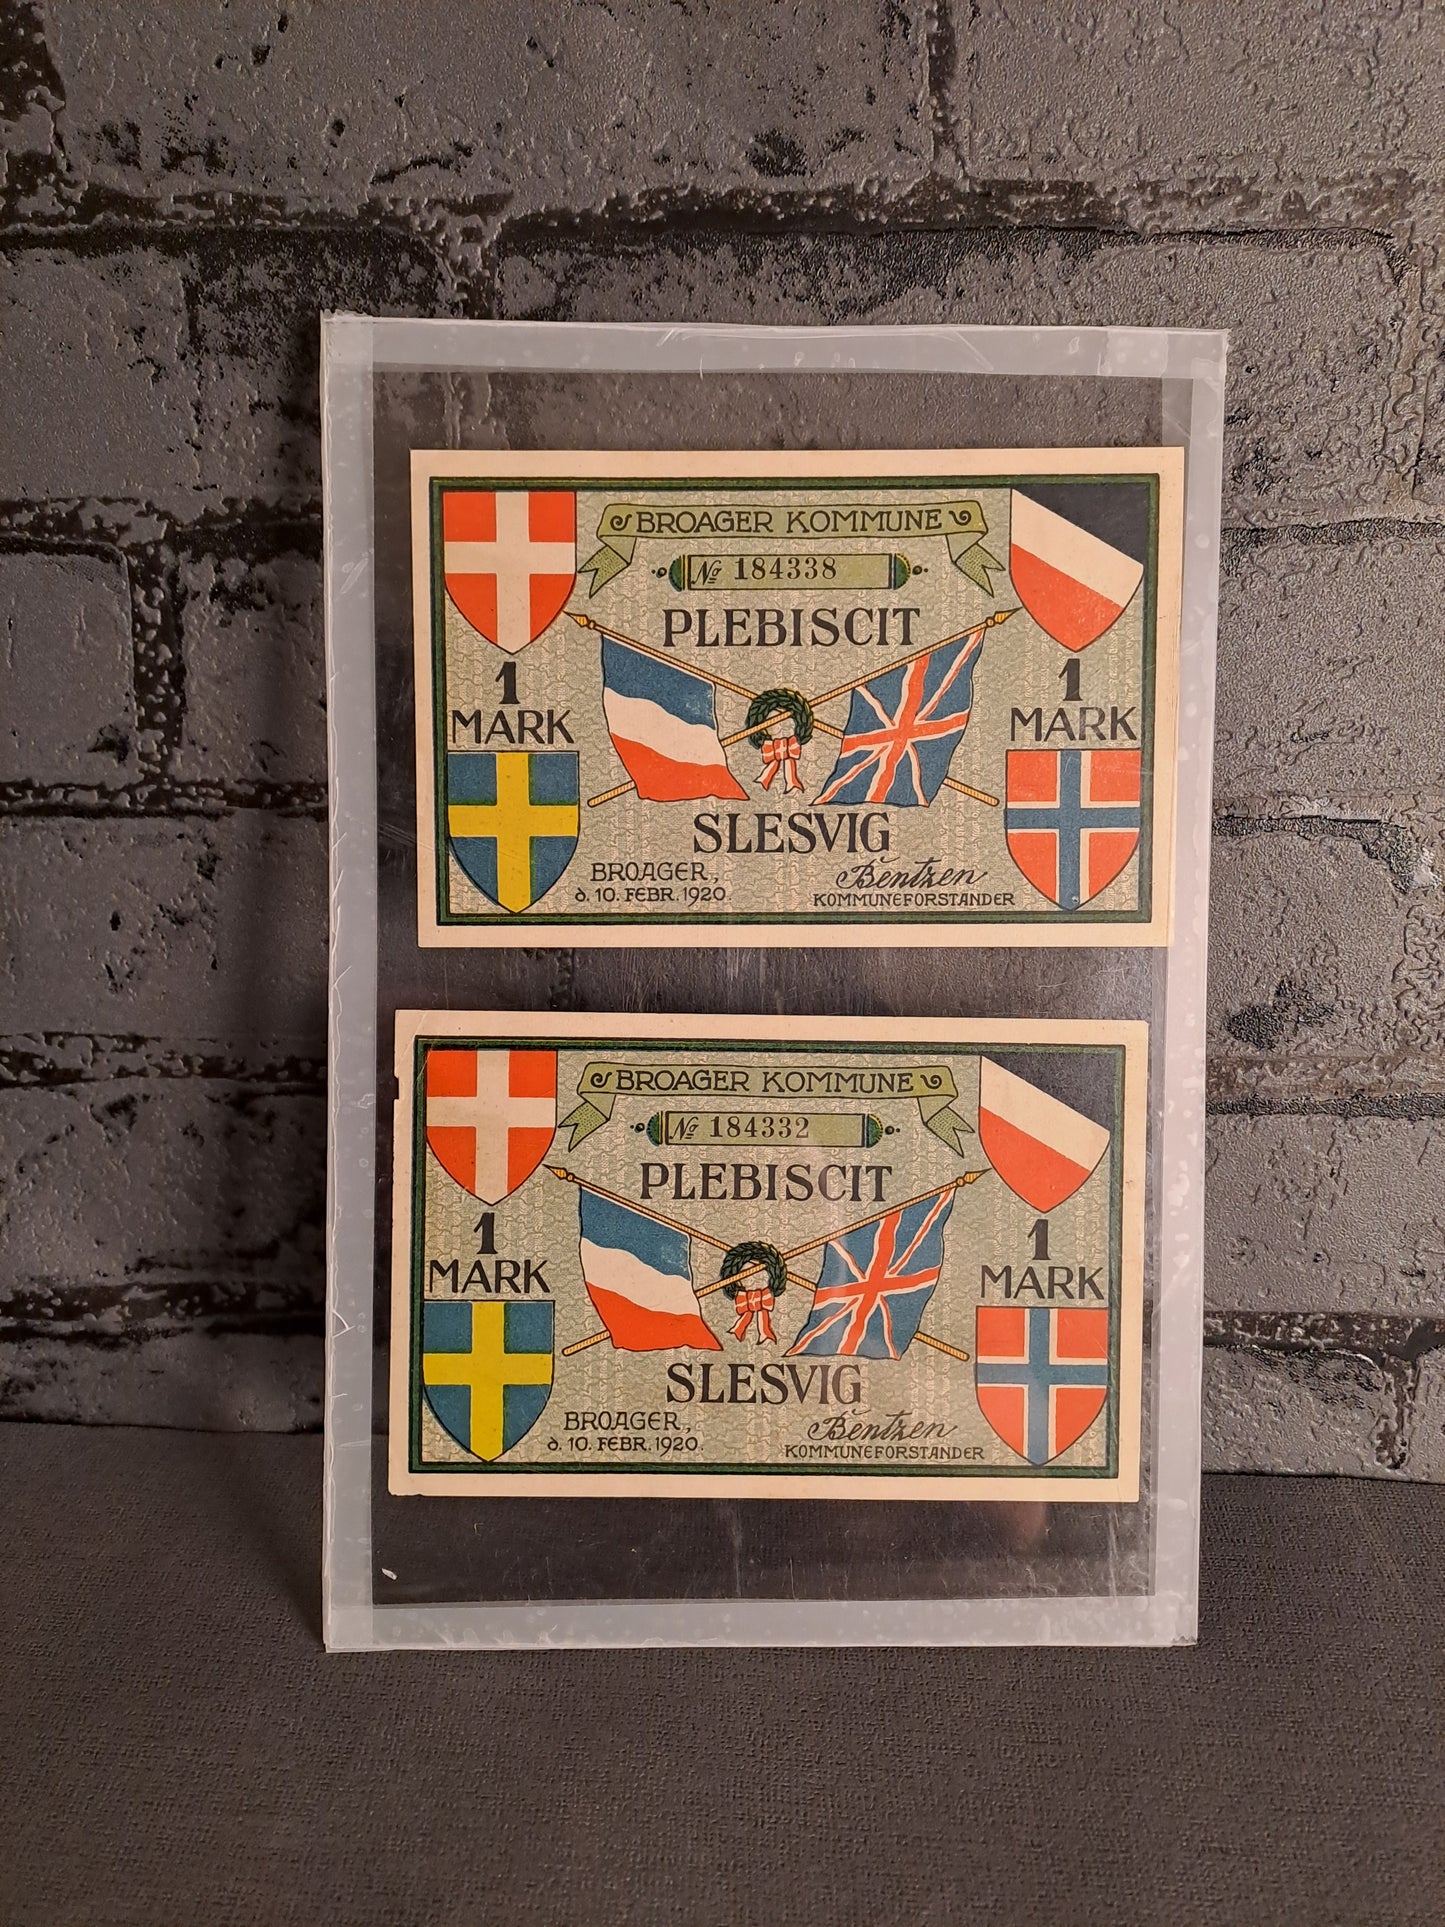 BROAGER KOMMUNE
No 184338
PLEBISCIT
1 MARK
1 MARK
SLESVIG
BROAGER,
d. 10. FEBR. 1920.
Bentzen
KOMMUNEFORSTANDER
BROAGER KOMMUNE
No 184332
PLEBISCIT
1 MARK
1 MARK
SLESVIG
BROAGER,
d. 10. FEBR. 1920.
Bentzen
KOMMUNEFORSTANDER